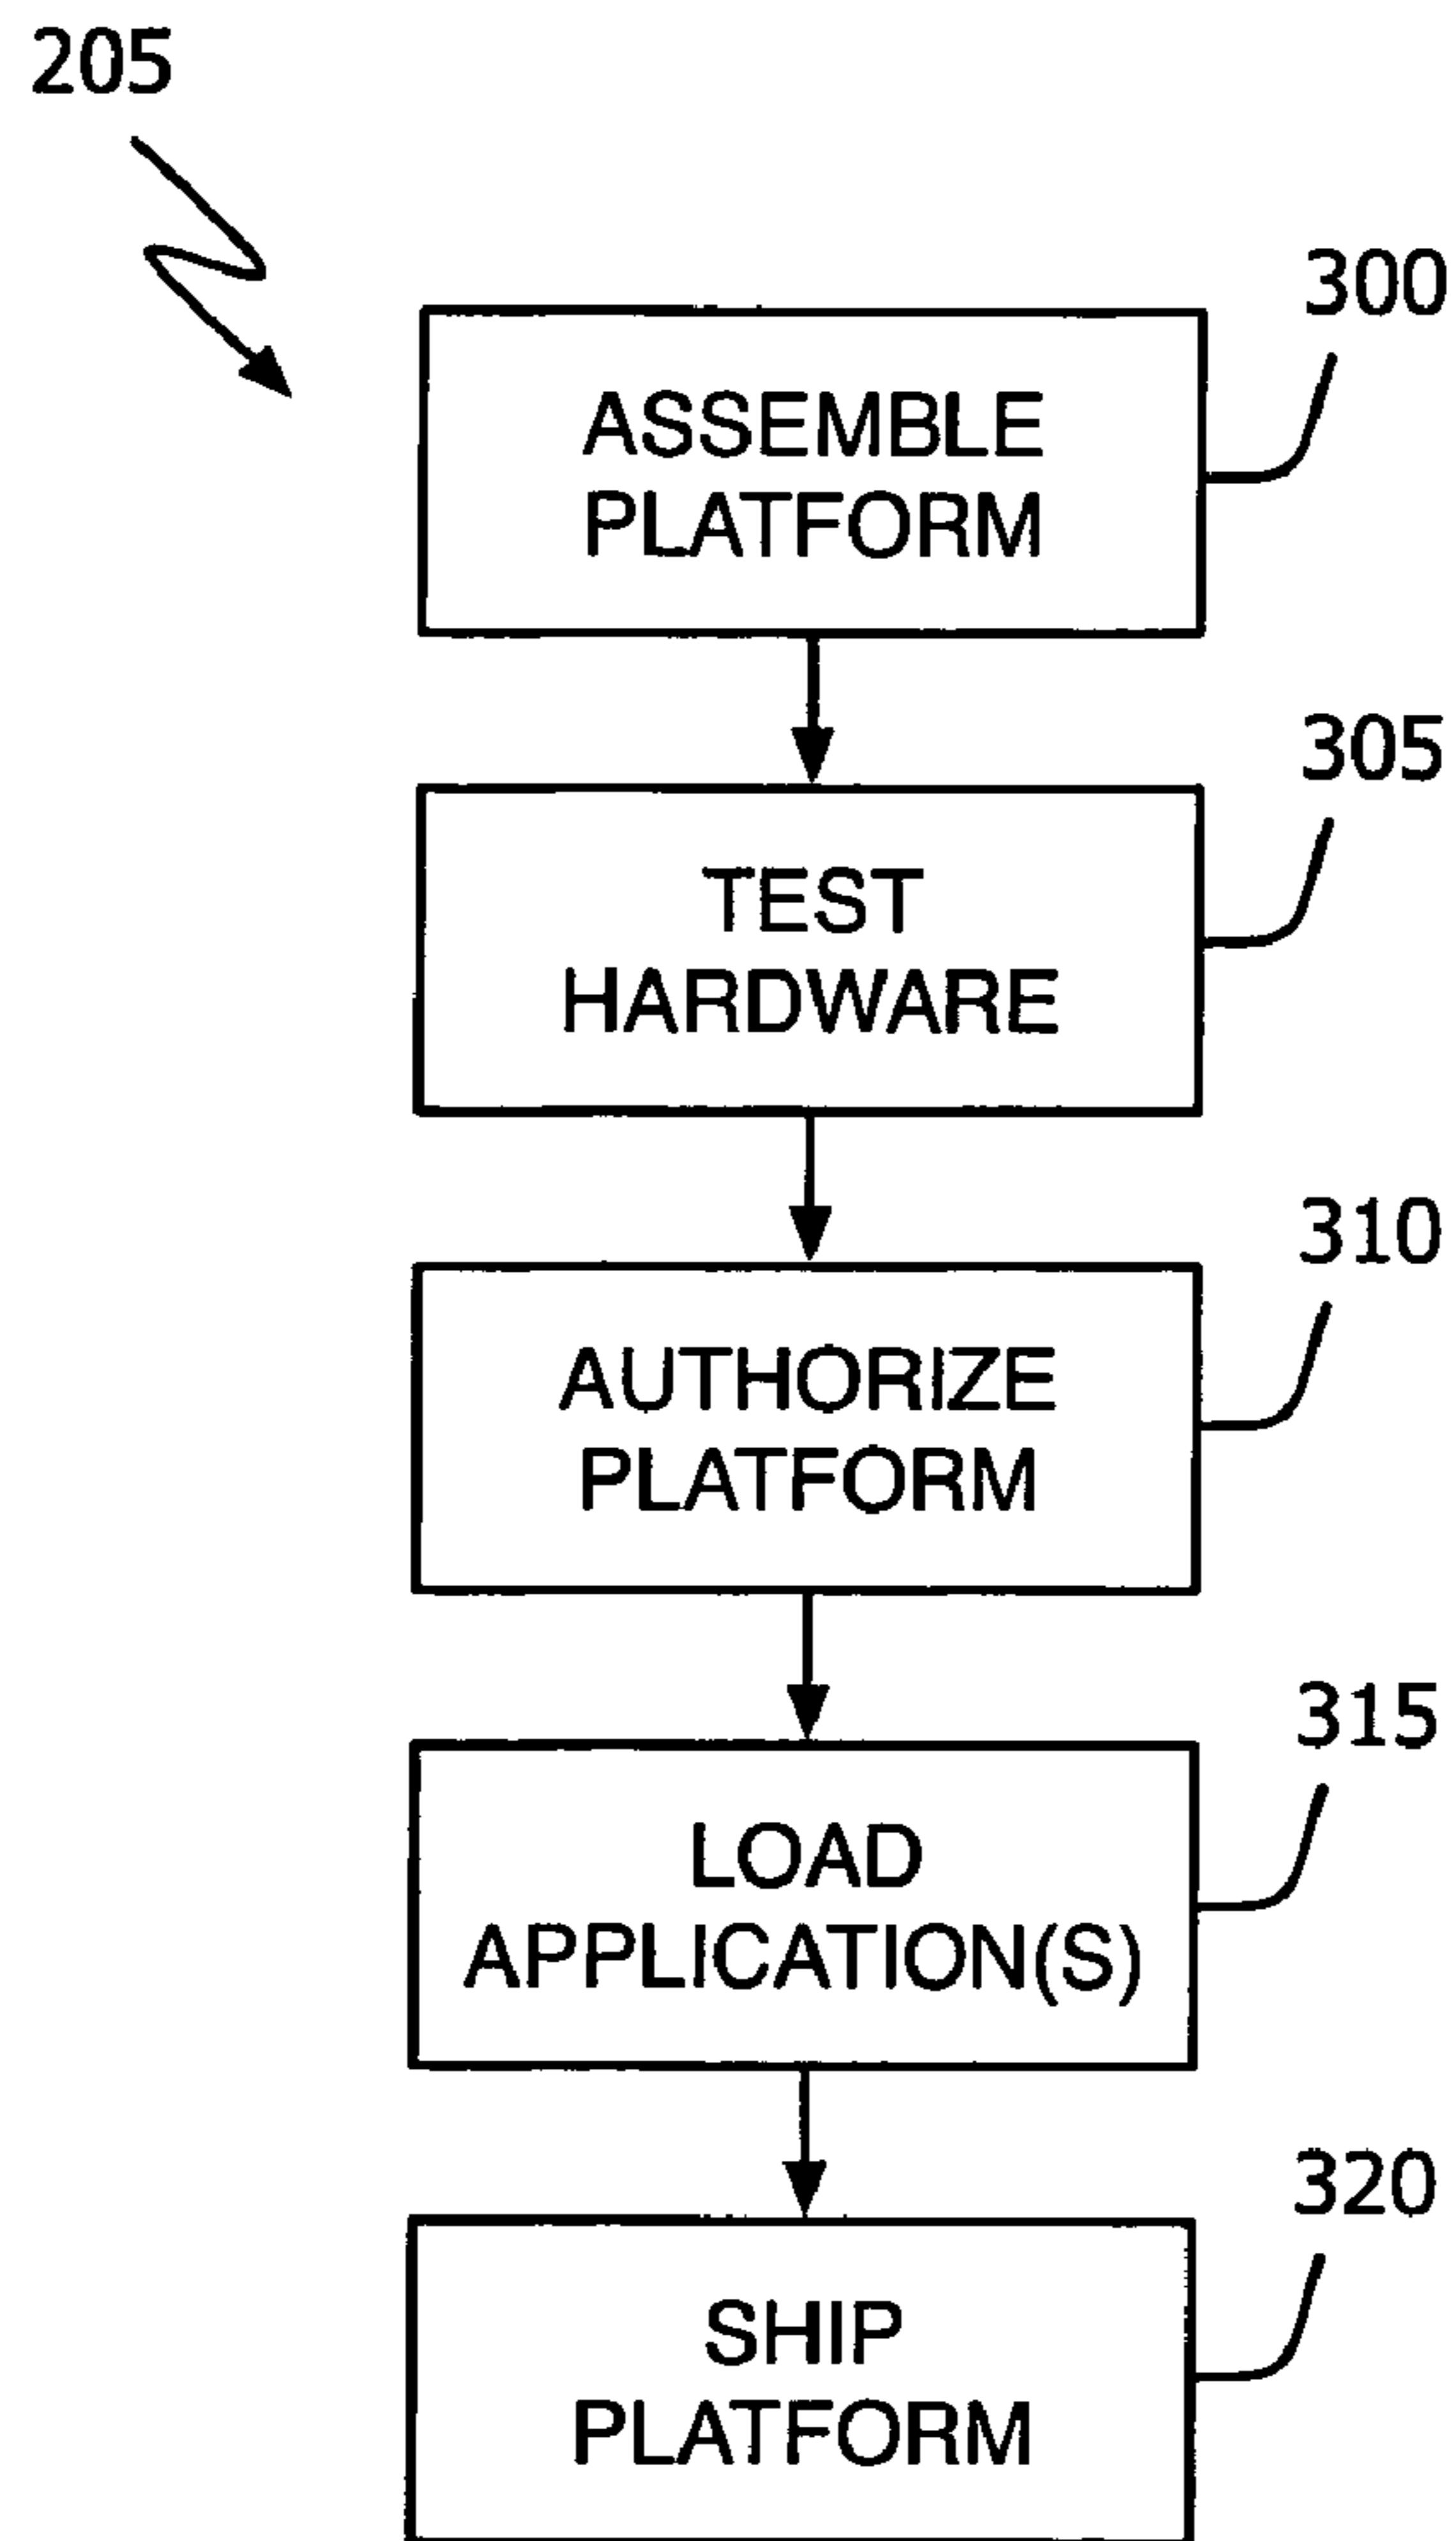 205
300
ASSEMBLE
PLATFORM
305
TEST
HARDWARE
310
AUTHORIZE
PLATFORM
315
LOAD
APPLICATION(S)
320
SHIP
PLATFORM